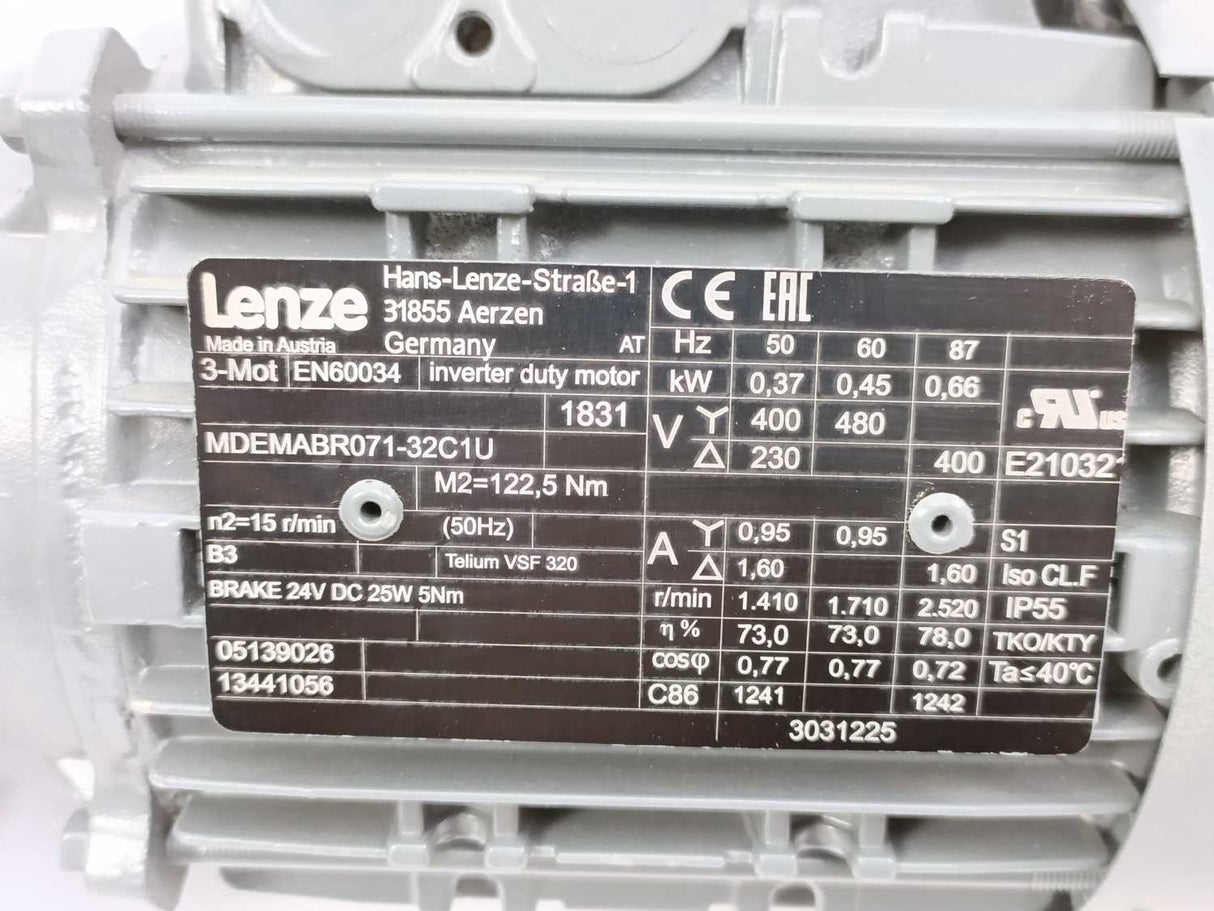 Lenze
Hans-Lenze-Straße-1
31855 Aerzen
Made in Austria
Germany AT
3-Mot EN60034 inverter duty motor
1831
MDEMABR071-32C1U
M2=122,5 Nm
n2=15 r/min (50Hz)
B3 Telium VSF 320
BRAKE 24V DC 25W 5Nm
05139026
13441056
CE EAC
Hz 50 60 87
kW 0,37 0,45 0,66
V Y 400 480
△ 230 400
c RU us
E21032
A Y 0,95 0,95 S1
△ 1,60 1,60 Iso CL.F
r/min 1.410 1.710 2.520 IP55
η % 73,0 73,0 78,0 TKO/KTY
cosφ 0,77 0,77 0,72 Ta≤40°C
C86 1241 1242
3031225